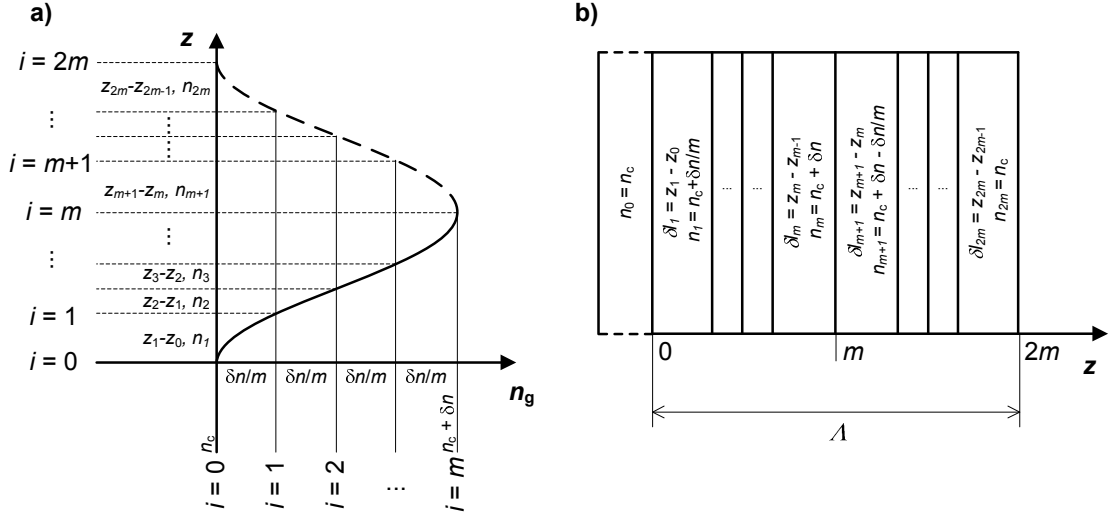 a)
z
i = 2m
z2m-z2m-1, n2m
⋮
⋮
i = m+1
zm+1-zm, nm+1
i = m
⋮
⋮
z3-z2, n3
z2-z1, n2
i = 1
z1-z0, n1
i = 0
δn/m δn/m δn/m δn/m
ng
nc
nc + δn
i = 0
i = 1
i = 2
...
i = m
b)
n0 = nc
δl1 = z1 - z0
n1 = nc+δn/m
... ...
δlm = zm - zm-1
nm = nc + δn
δlm+1 = zm+1 - zm
nm+1 = nc + δn - δn/m
... ...
δl2m = z2m - z2m-1
n2m = nc
0 m 2m
z
Λ